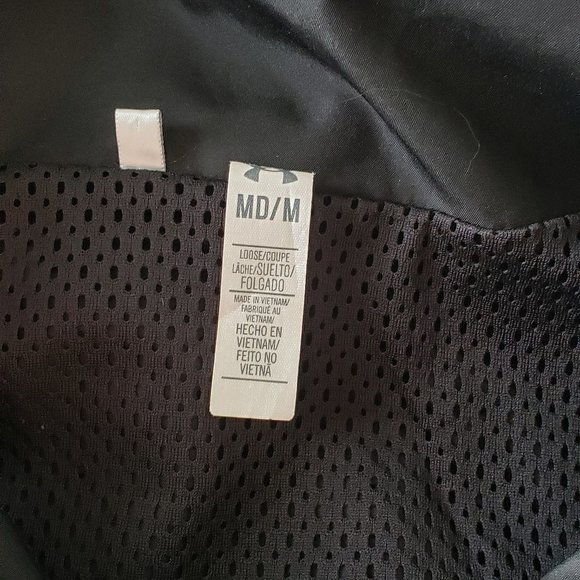 MD/M
LOOSE/COUPE
LÂCHE/SUELTO/
FOLGADO
MADE IN VIETNAM/
FABRIQUÉ AU
VIETNAM/
HECHO EN
VIETNAM/
FEITO NO
VIETNÃ